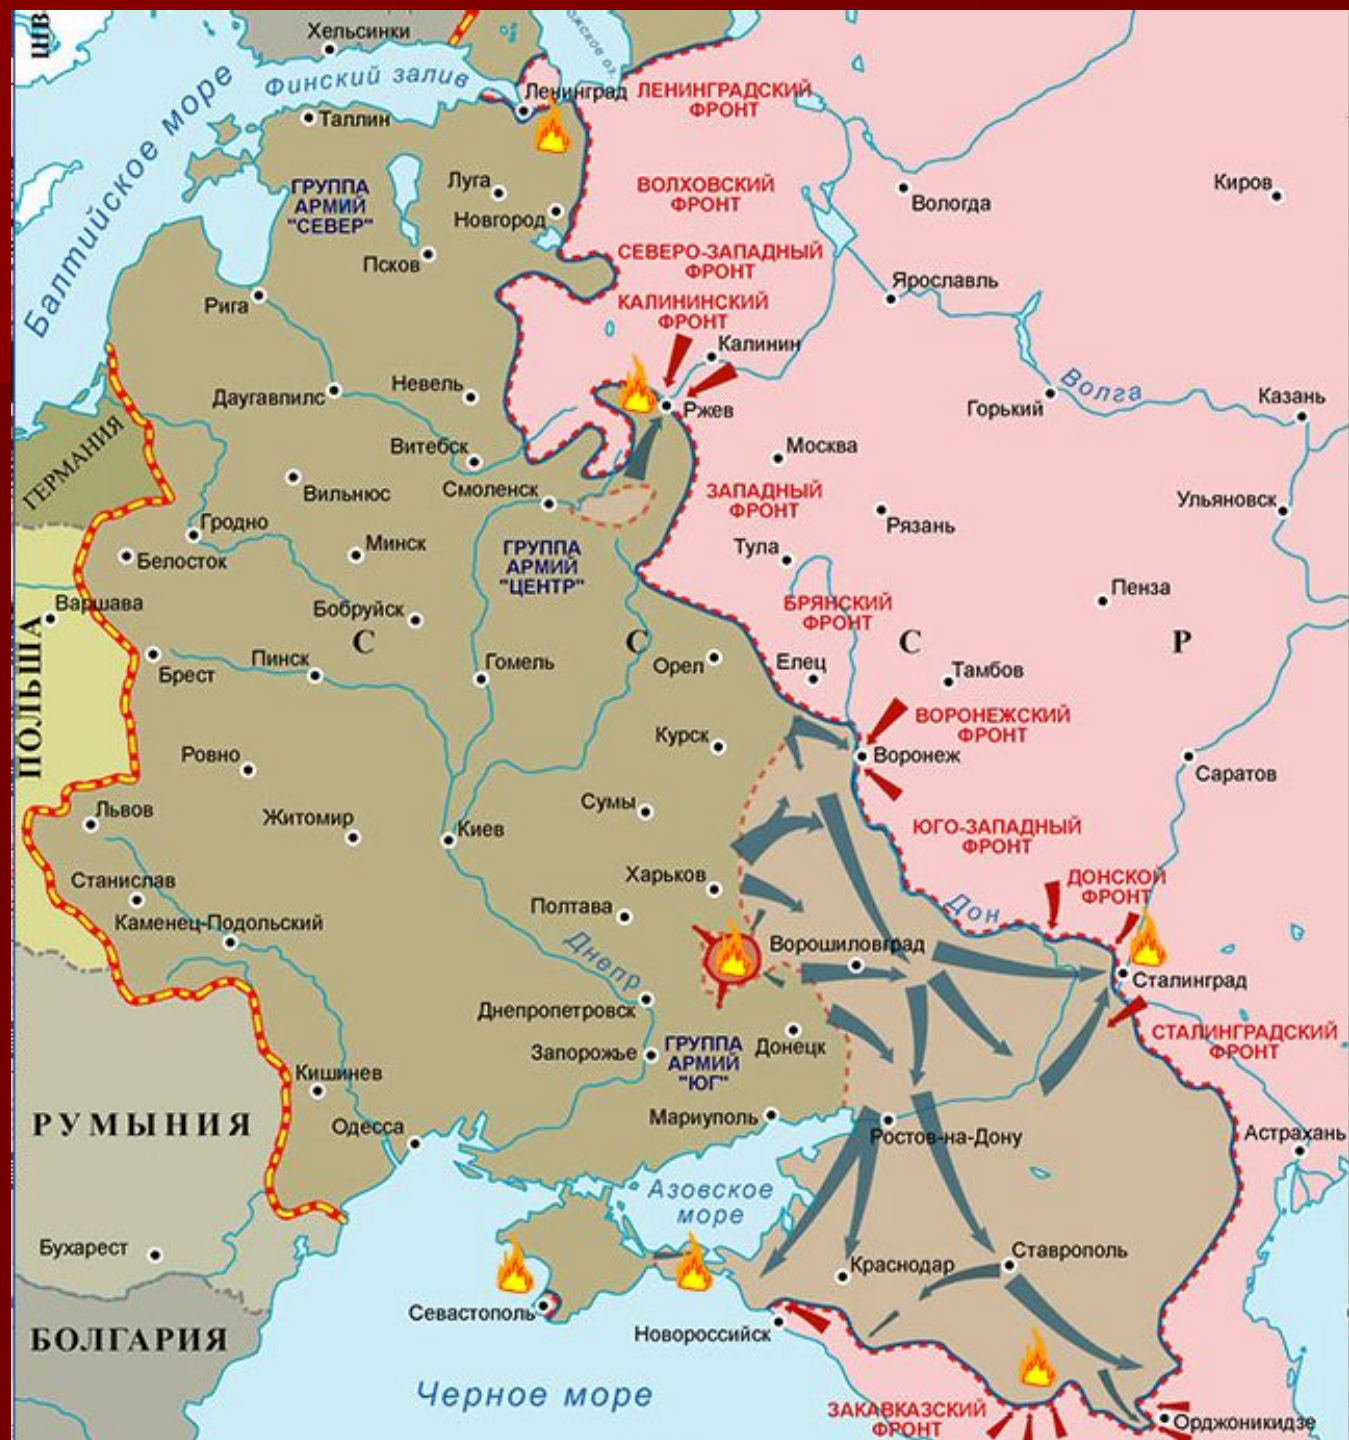 ШВ
Хельсинки
Финский залив
Ленинград
ЛЕНИНГРАДСКИЙ
ФРОНТ
Балтийское море
Таллин
ГРУППА
АРМИЙ
"СЕВЕР"
Луга
Новгород
ВОЛХОВСКИЙ
ФРОНТ
Вологда
Киров
Псков
СЕВЕРО-ЗАПАДНЫЙ
ФРОНТ
Рига
КАЛИНИНСКИЙ
ФРОНТ
Ярославль
Калинин
Даугавпилс
Невель
Ржев
Горький
Волга
Казань
ГЕРМАНИЯ
Витебск
Москва
Вильнюс
Смоленск
ЗАПАДНЫЙ
ФРОНТ
Рязань
Ульяновск
Гродно
Белосток
Минск
ГРУППА
АРМИЙ
"ЦЕНТР"
Тула
Варшава
Бобруйск
БРЯНСКИЙ
ФРОНТ
Пенза
ПОЛЬША
С
С
С
Р
Брест
Пинск
Гомель
Орел
Елец
Тамбов
Ровно
Курск
ВОРОНЕЖСКИЙ
ФРОНТ
Воронеж
Саратов
Львов
Житомир
Киев
Сумы
ЮГО-ЗАПАДНЫЙ
ФРОНТ
Станислав
Харьков
ДОНСКОЙ
ФРОНТ
Каменец-Подольский
Полтава
Дон
Днепр
Ворошиловград
Сталинград
Днепропетровск
Запорожье
ГРУППА
АРМИЙ
"ЮГ"
Донецк
СТАЛИНГРАДСКИЙ
ФРОНТ
Кишинев
РУМЫНИЯ
Одесса
Мариуполь
Ростов-на-Дону
Астрахань
Азовское
море
Бухарест
Ставрополь
Краснодар
Севастополь
БОЛГАРИЯ
Новороссийск
Черное море
ЗАКАВКАЗСКИЙ
ФРОНТ
Орджоникидзе